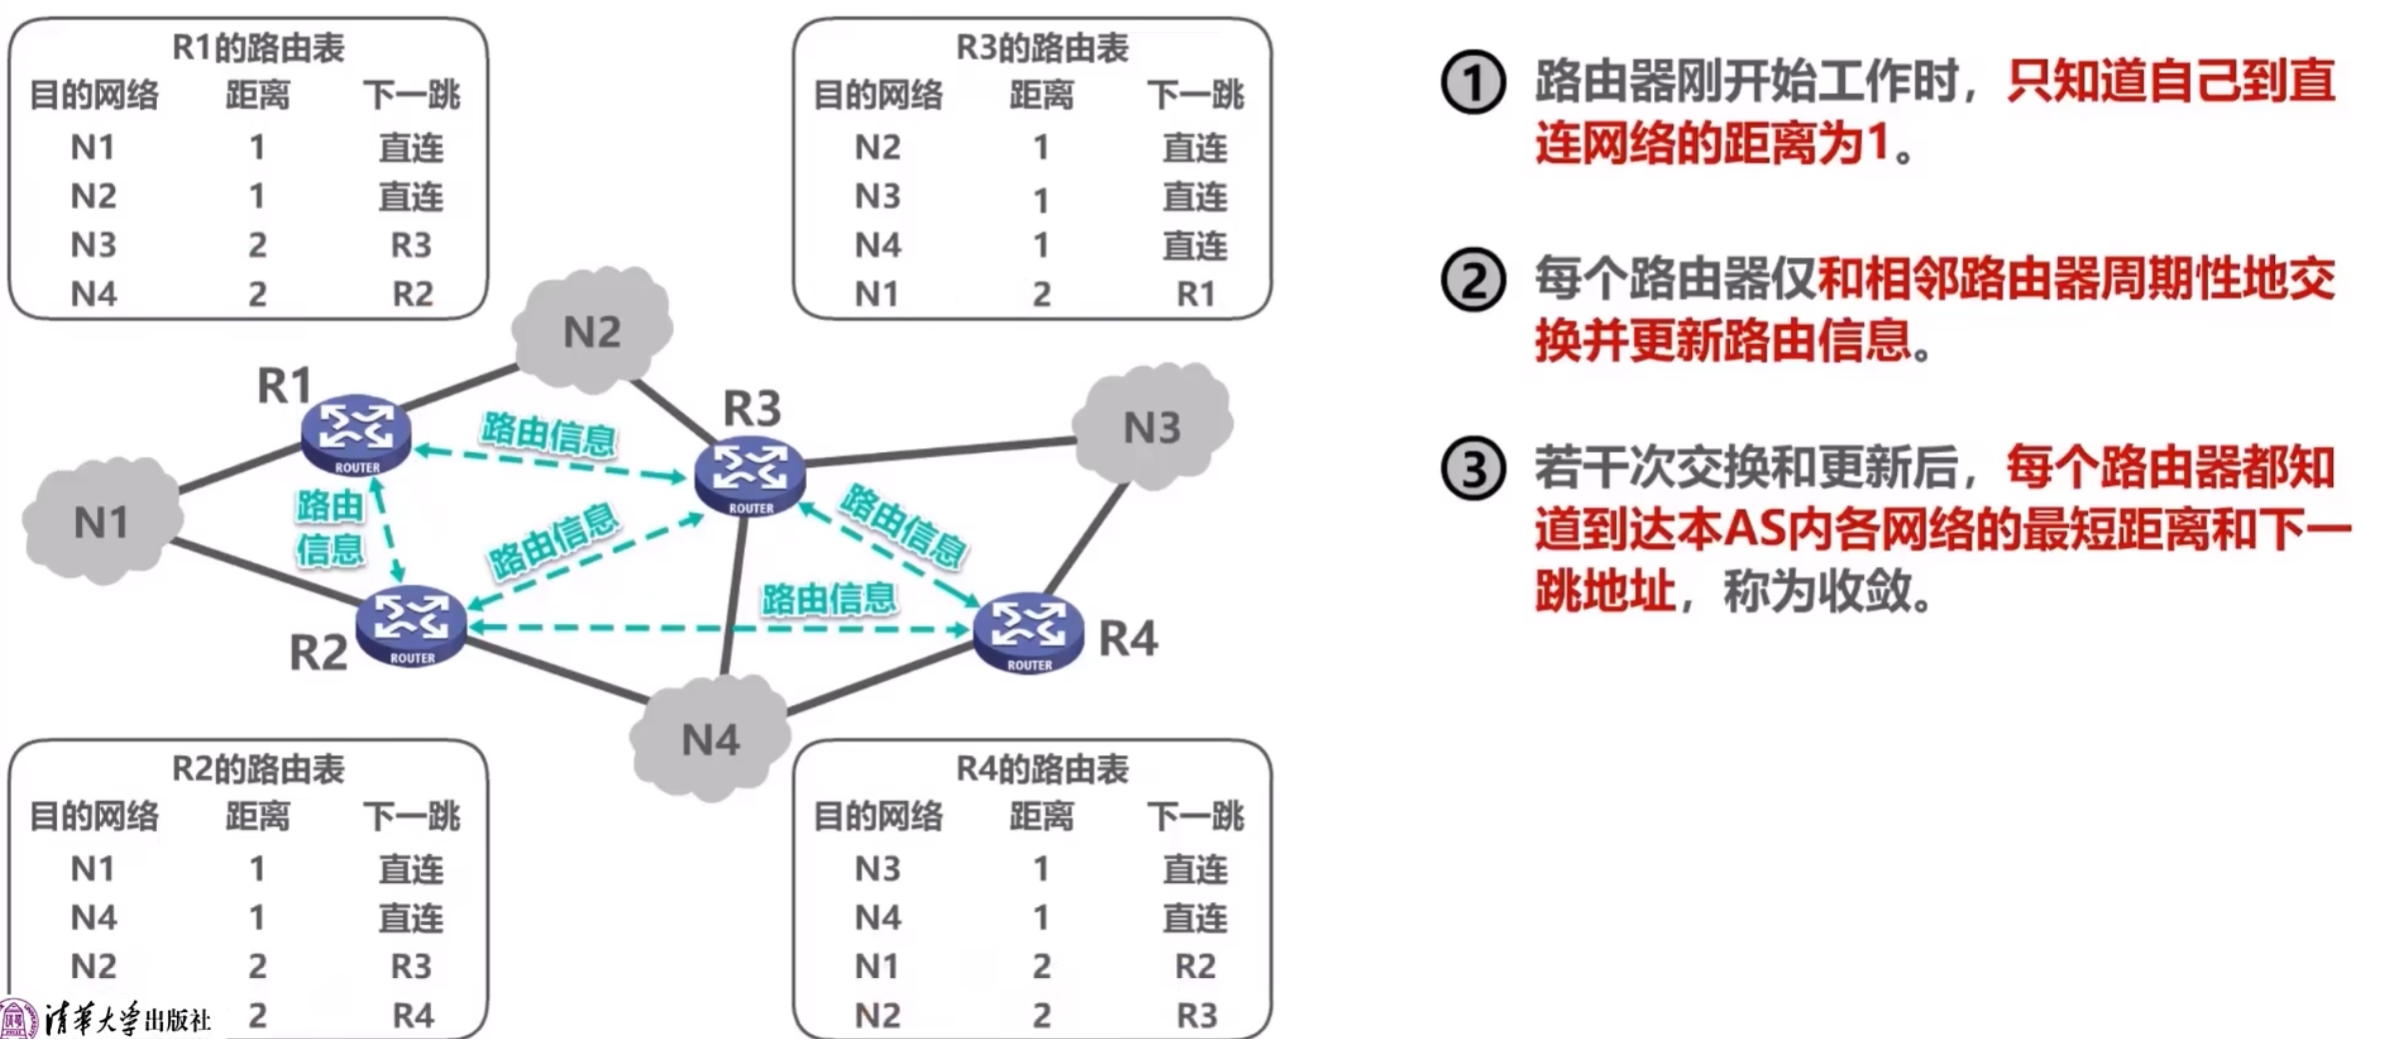 R1的路由表
目的网络 距离 下一跳
N1 1 直连
N2 1 直连
N3 2 R3
N4 2 R2
R3的路由表
目的网络 距离 下一跳
N2 1 直连
N3 1 直连
N4 1 直连
N1 2 R1
N2
R1
ROUTER
路由信息
R3
ROUTER
N3
N1
路由
信息
路由信息
路由信息
路由信息
R2
ROUTER
R4
ROUTER
N4
R2的路由表
目的网络 距离 下一跳
N1 1 直连
N4 1 直连
N2 2 R3
2 R4
清华大学出版社
R4的路由表
目的网络 距离 下一跳
N3 1 直连
N4 1 直连
N1 2 R2
N2 2 R3
1 路由器刚开始工作时，只知道自己到直
连网络的距离为1。
2 每个路由器仅和相邻路由器周期性地交
换并更新路由信息。
3 若干次交换和更新后，每个路由器都知
道到达本AS内各网络的最短距离和下一
跳地址，称为收敛。